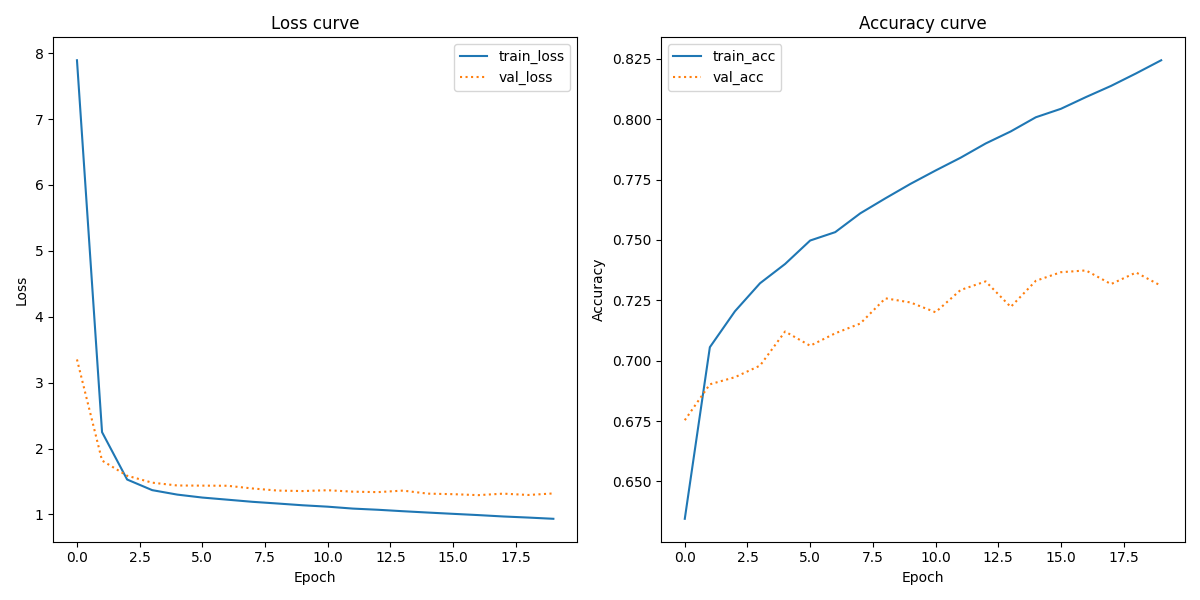 Loss curve
8
7
6
5
4
3
2
1
Loss
train_loss
val_loss
0.0 2.5 5.0 7.5 10.0 12.5 15.0 17.5
Epoch
Accuracy curve
0.825
0.800
0.775
0.750
0.725
0.700
0.675
0.650
Accuracy
train_acc
val_acc
0.0 2.5 5.0 7.5 10.0 12.5 15.0 17.5
Epoch